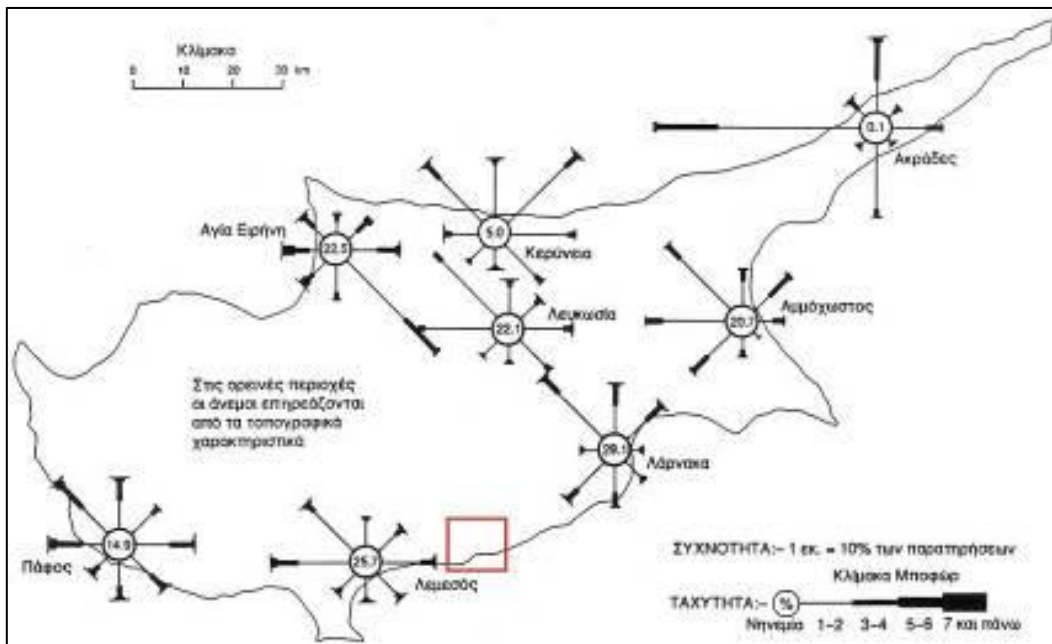 Κλίμακα
0 10 20 30 km
0.1
Ακράδες
Αγία Ειρήνη
22.5
5.0
Κερύνεια
Λευκωσία
22.1
Αμμόχωστος
20.7
Στις ορεινές περιοχές
οι άνεμοι επηρεάζονται
από τα τοπογραφικά
χαρακτηριστικά
Λάρνακα
14.9
Πάφος
25.7
Λεμεσός
ΣΥΧΝΟΤΗΤΑ:- 1 εκ. = 10% των παρατηρήσεων
Κλίμακα Μποφώρ
ΤΑΧΥΤΗΤΑ:- %
Νηνεμία 1-2 3-4 5-6 7 και πάνω